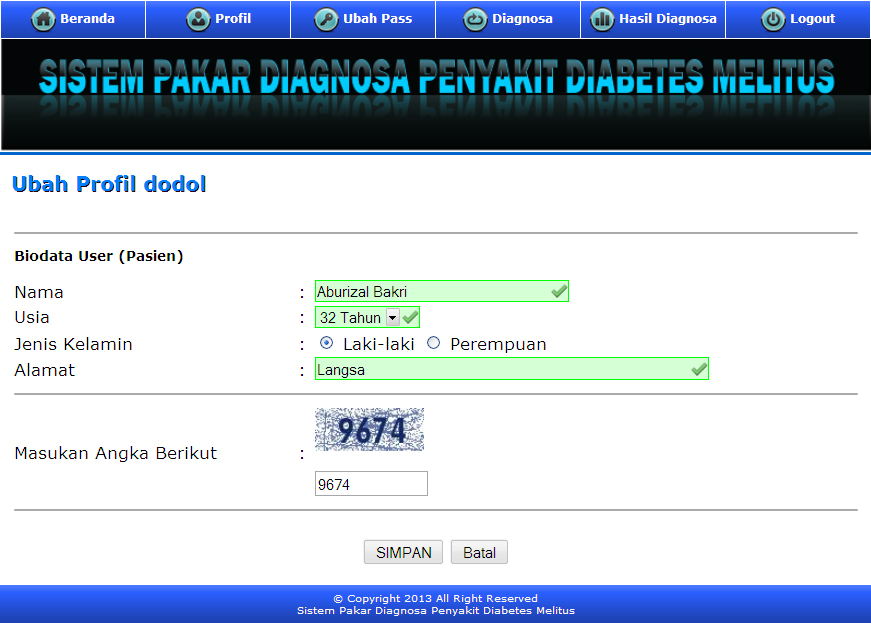 Beranda Profil Ubah Pass Diagnosa Hasil Diagnosa Logout
SISTEM PAKAR DIAGNOSA PENYAKIT DIABETES MELITUS
Ubah Profil dodol
Biodata User (Pasien)
Nama : Aburizal Bakri
Usia : 32 Tahun
Jenis Kelamin : Laki-laki Perempuan
Alamat : Langsa
9674
Masukan Angka Berikut :
9674
SIMPAN Batal
© Copyright 2013 All Right Reserved
Sistem Pakar Diagnosa Penyakit Diabetes Melitus